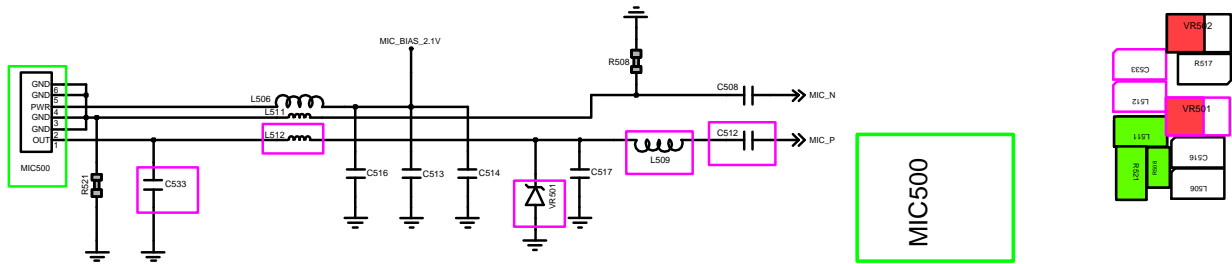 MIC_BIAS_2.1V
R508
C508
MIC_N
GND
6
GND
5
PWR
4
GND
3
GND
2
OUT
1
MIC500
L506
L511
L512
R521
C533
C516
C513
C514
VR501
C517
L509
C512
MIC_P
MIC500
VR502
R517
C533
L512
VR501
L511
C516
R521
R508
L506